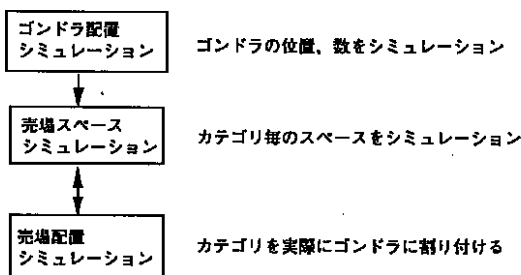 ゴンドラ配置
シミュレーション
ゴンドラの位置、数をシミュレーション
売場スペース
シミュレーション
カテゴリ毎のスペースをシミュレーション
売場配置
シミュレーション
カテゴリを実際にゴンドラに割り付ける